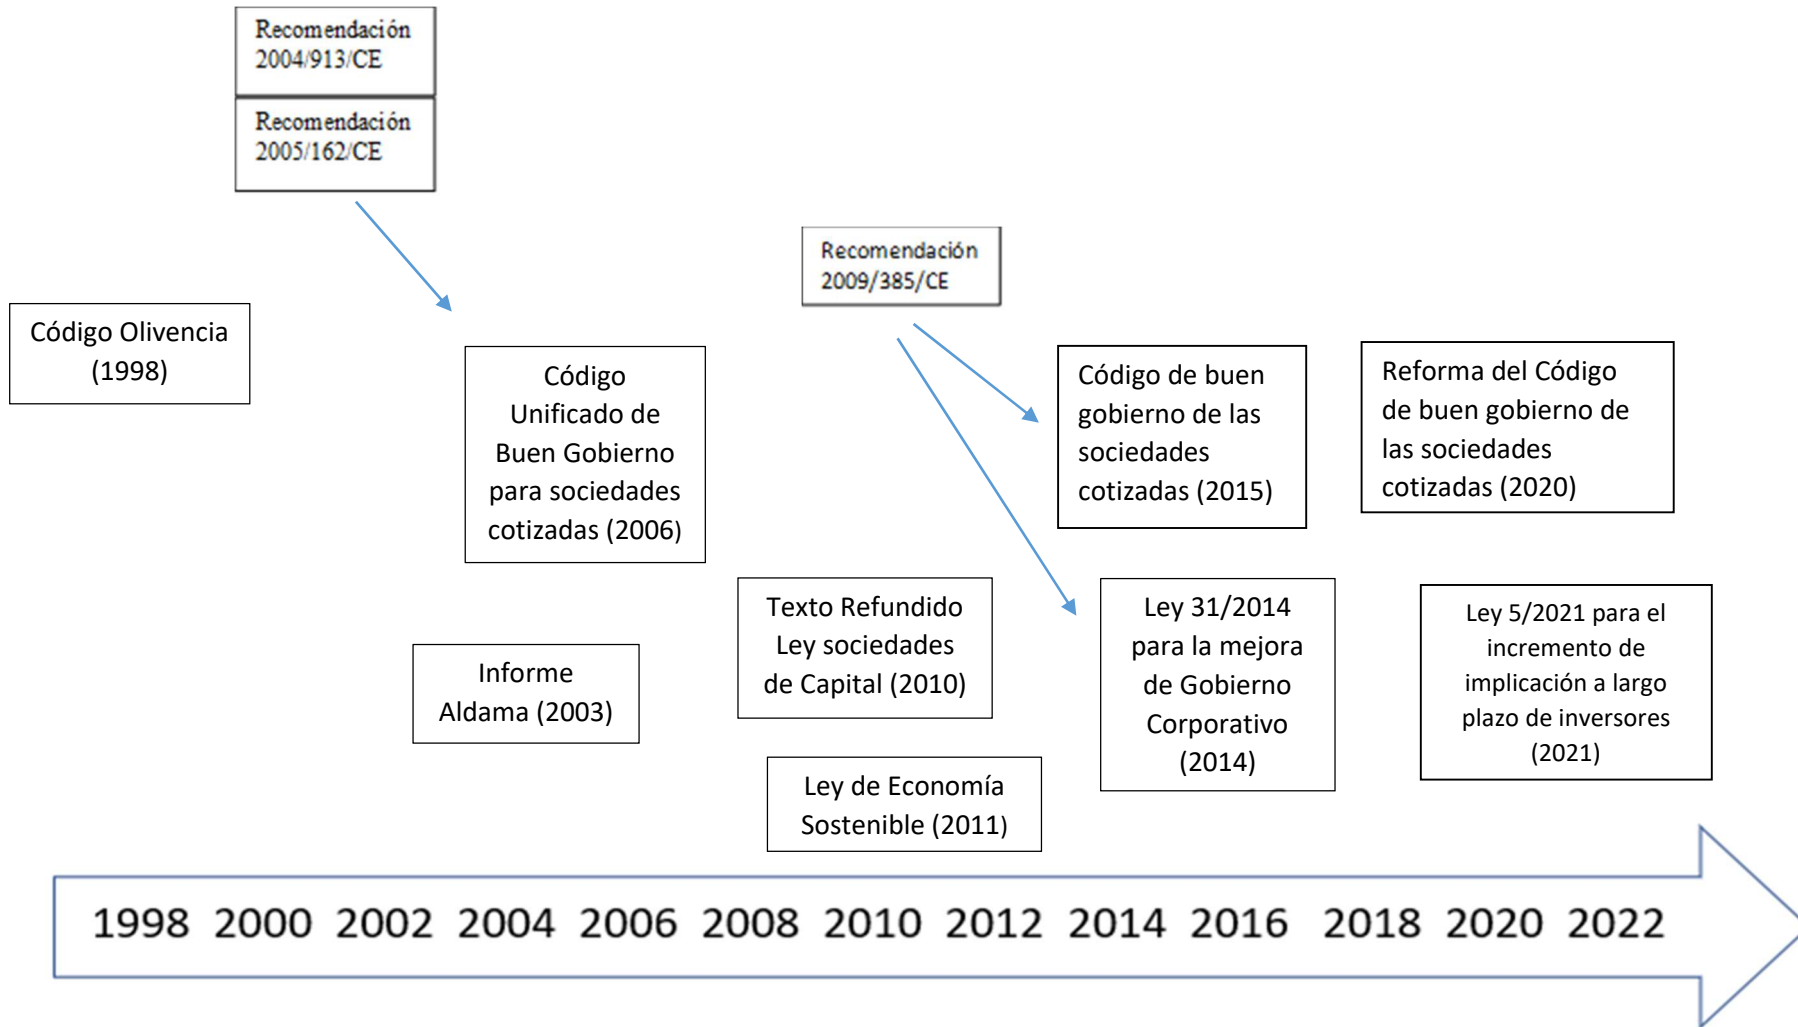 Recomendación
2004/913/CE
Recomendación
2005/162/CE
Recomendación
2009/385/CE
Código Olivencia
(1998)
Código
Unificado de
Buen Gobierno
para sociedades
cotizadas (2006)
Código de buen
gobierno de las
sociedades
cotizadas (2015)
Reforma del Código
de buen gobierno de
las sociedades
cotizadas (2020)
Informe
Aldama (2003)
Texto Refundido
Ley sociedades
de Capital (2010)
Ley 31/2014
para la mejora
de Gobierno
Corporativo
(2014)
Ley 5/2021 para el
incremento de
implicación a largo
plazo de inversores
(2021)
Ley de Economía
Sostenible (2011)
1998 2000 2002 2004 2006 2008 2010 2012 2014 2016 2018 2020 2022